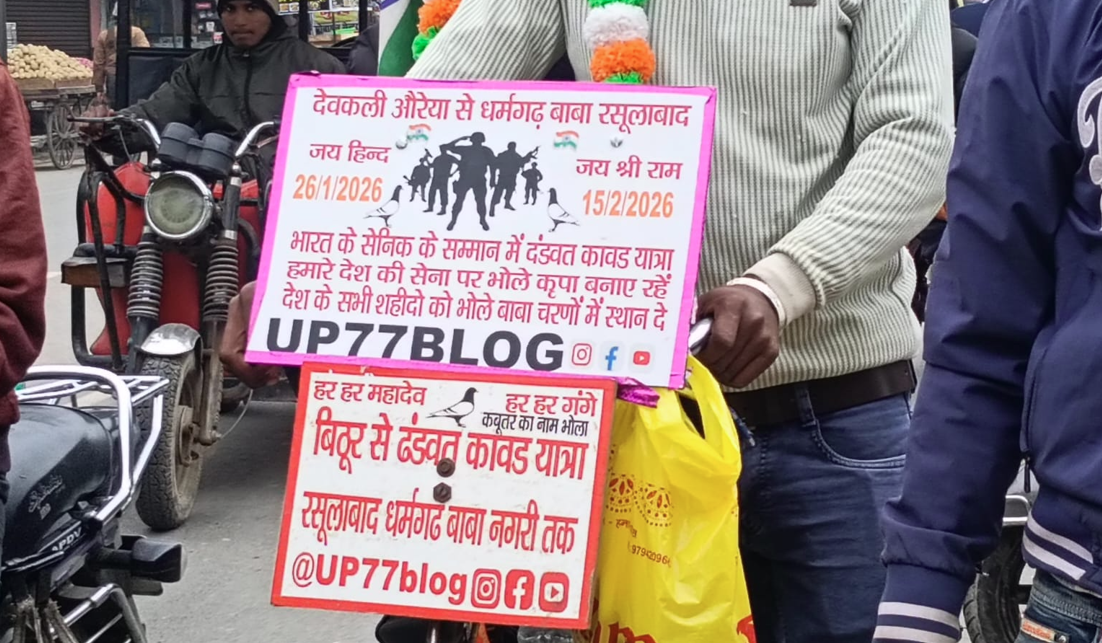 देवकली औरेया से धर्मगढ़ बाबा रसूलाबाद
जय हिन्द
जय श्री राम
26/1/2026
15/2/2026
भारत के सेनिक के सम्मान में दंडवत कावड यात्रा
हमारे देश की सेना पर भोले कृपा बनाए रहें
देश के सभी शहीदो को भोले बाबा चरणों में स्थान दे
UP77BLOG
हर हर महादेव
हर हर गंगे
कबूतर का नाम भोला
बिठूर से ढंडवत कावड यात्रा
रसूलाबाद धर्मगढ बाबा नगरी तक
@UP77blog